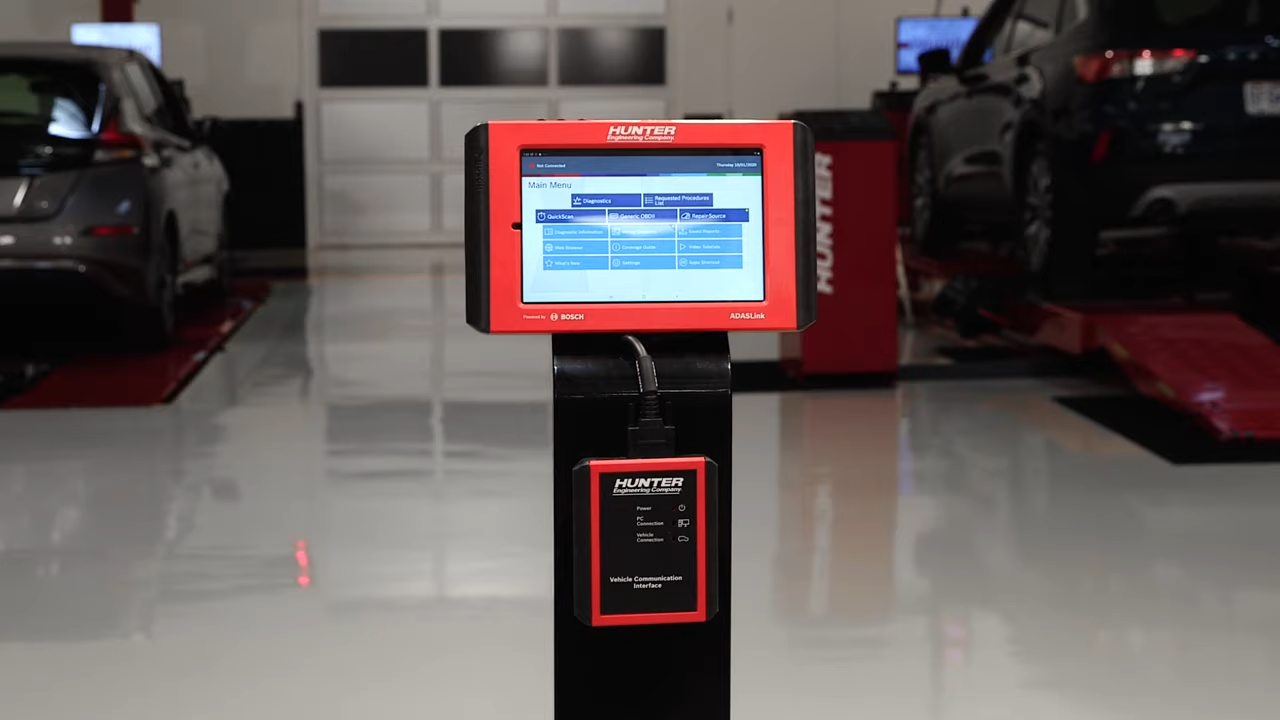 HUNTER
Engineering Company
Not Connected
Main Menu
Diagnostics
Requested Procedures
List
QuickScan
Generic OBDII
Repair-Source
Diagnostic Information
Saved Reports
Web Browser
Coverage Guide
Video Tutorials
What's New
Settings
Apps Shortcut
Powered by BOSCH
ADASLink
HUNTER
HUNTER
Engineering Company
Power
PC
Connection
Vehicle
Connection
Vehicle Communication
Interface